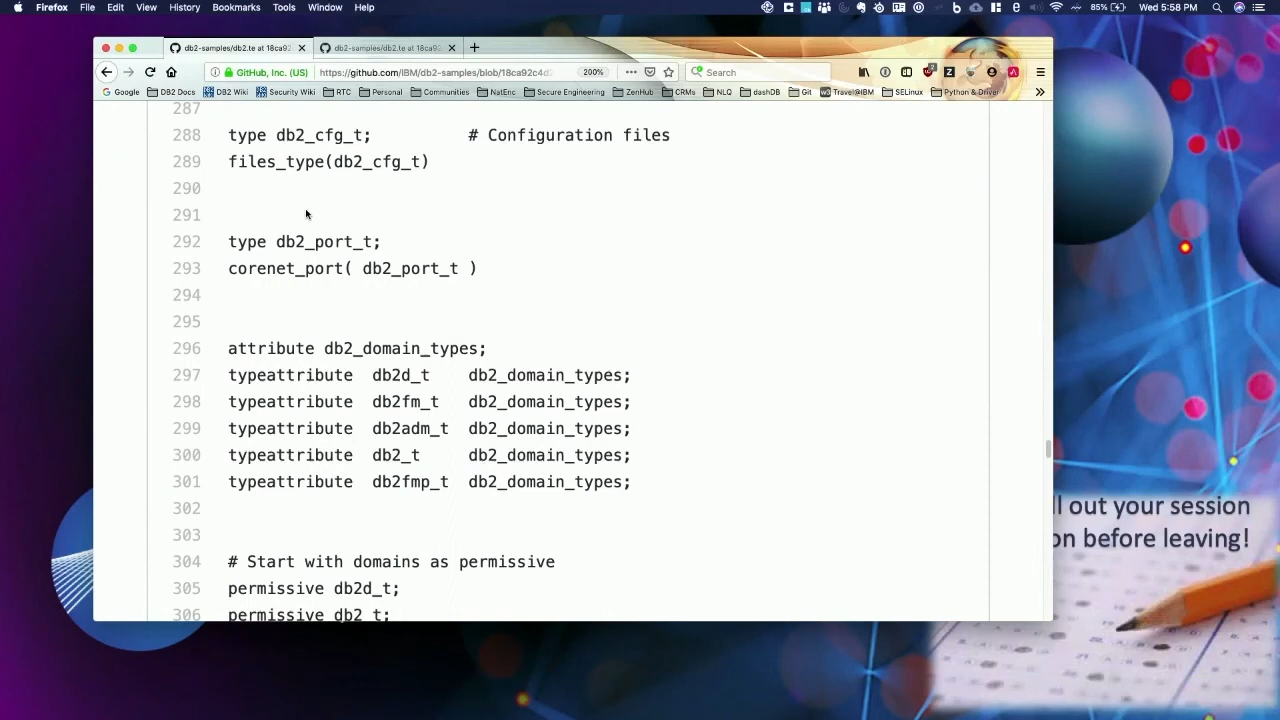 Firefox File Edit View History Bookmarks Tools Window Help 85% Wed 5:58 PM
db2-samples/db2.te at 18ca92 db2-samples/db2.te at 18ca92
GitHub, Inc. (US) https://github.com/IBM/db2-samples/blob/18ca92c4d 200% Search
Google DB2 Docs DB2 Wiki Security Wiki RTC Personal Communities NatEnc Secure Engineering ZenHub CRMs NLQ dashDB Git Travel@IBM SELinux Python & Driver
287
288 type db2_cfg_t; # Configuration files
289 files_type(db2_cfg_t)
290
291
292 type db2_port_t;
293 corenet_port( db2_port_t )
294
295
296 attribute db2_domain_types;
297 typeattribute db2d_t db2_domain_types;
298 typeattribute db2fm_t db2_domain_types;
299 typeattribute db2adm_t db2_domain_types;
300 typeattribute db2_t db2_domain_types;
301 typeattribute db2fmp_t db2_domain_types;
302
303
304 # Start with domains as permissive
305 permissive db2d_t;
306 permissive db2_t;
ll out your session
on before leaving!